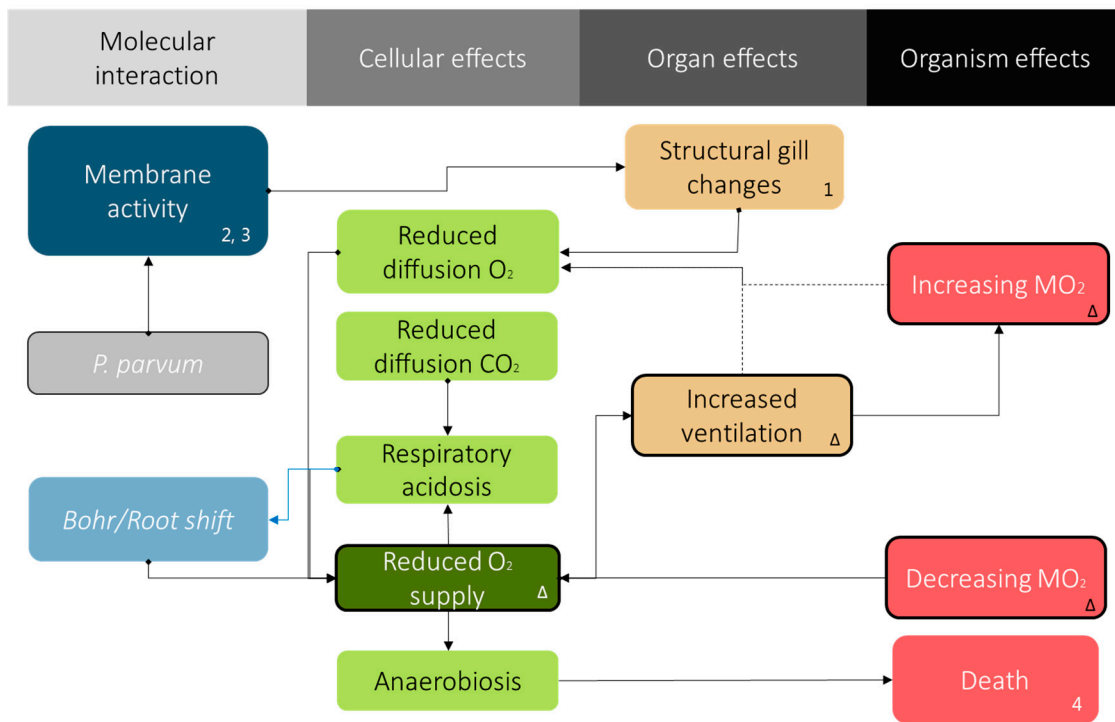 Molecular
interaction
Cellular effects
Organ effects
Organism effects
Membrane
activity
2, 3
Structural gill
changes
1
Reduced
diffusion O₂
Increasing MO₂
Δ
P. parvum
Reduced
diffusion CO₂
Increased
ventilation
Δ
Respiratory
acidosis
Bohr/Root shift
Reduced O₂
supply
Δ
Decreasing MO₂
Δ
Anaerobiosis
Death
4